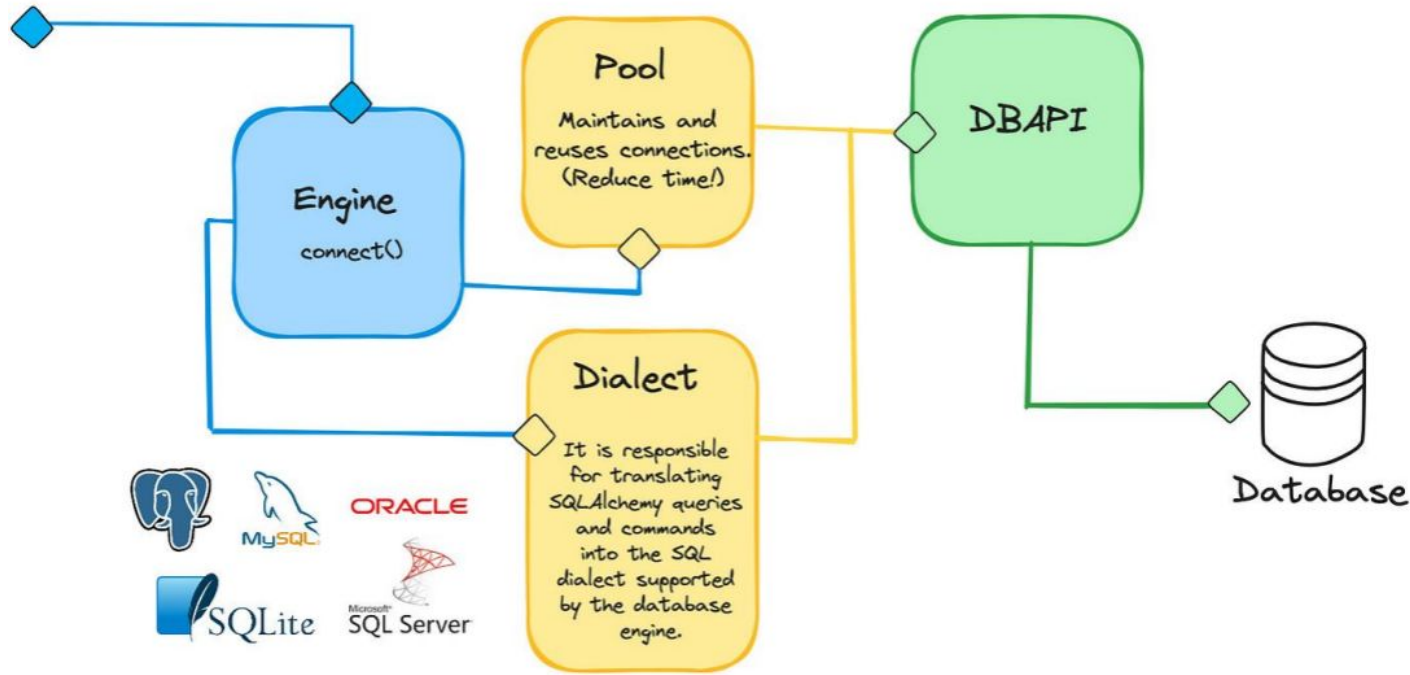 Engine
connect()
Pool
Maintains and
reuses connections.
(Reduce time!)
DBAPI
Dialect
It is responsible
for translating
SQLAlchemy queries
and commands
into the SQL
dialect supported
by the database
engine.
Database
MySQL®
ORACLE
SQLite
Microsoft®
SQL Server